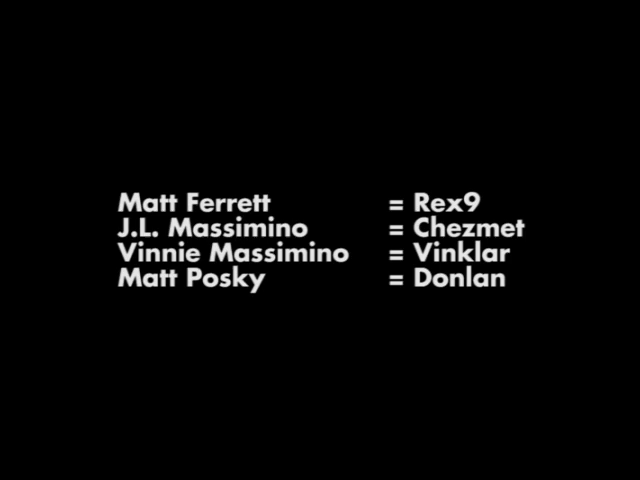 Matt Ferrett = Rex9
J.L. Massimino = Chezmet
Vinnie Massimino = Vinklar
Matt Posky = Donlan